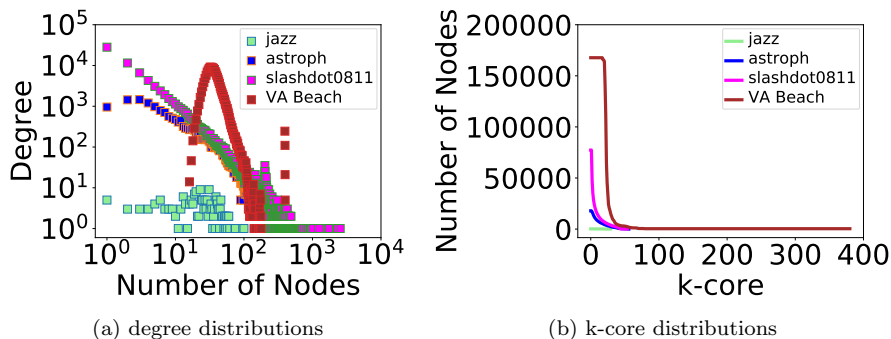 10^5
10^4
10^3
10^2
10^1
10^0
Degree
jazz
astroph
slashdot0811
VA Beach
10^0 10^1 10^2 10^3 10^4
Number of Nodes
(a) degree distributions
200000
150000
100000
50000
0
Number of Nodes
jazz
astroph
slashdot0811
VA Beach
0 100 200 300 400
k-core
(b) k-core distributions